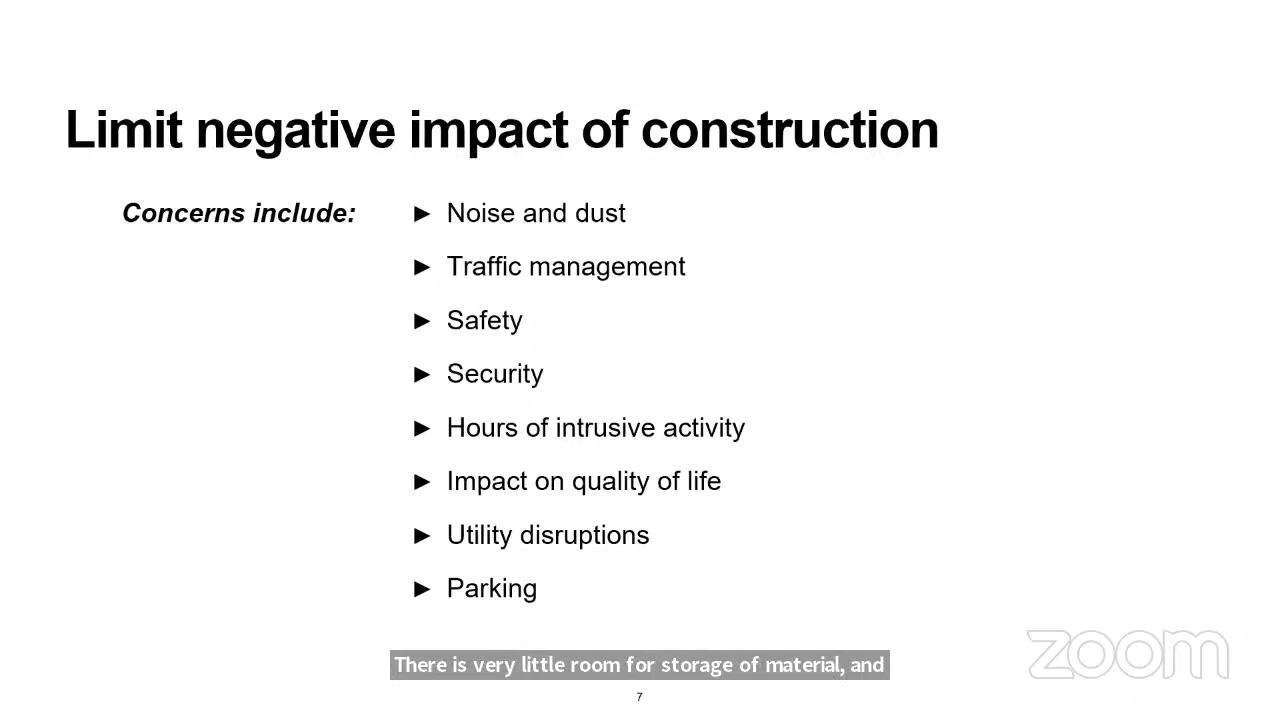 Limit negative impact of construction
Concerns include:
► Noise and dust
► Traffic management
► Safety
► Security
► Hours of intrusive activity
► Impact on quality of life
► Utility disruptions
► Parking
zoom
There is very little room for storage of material, and
7